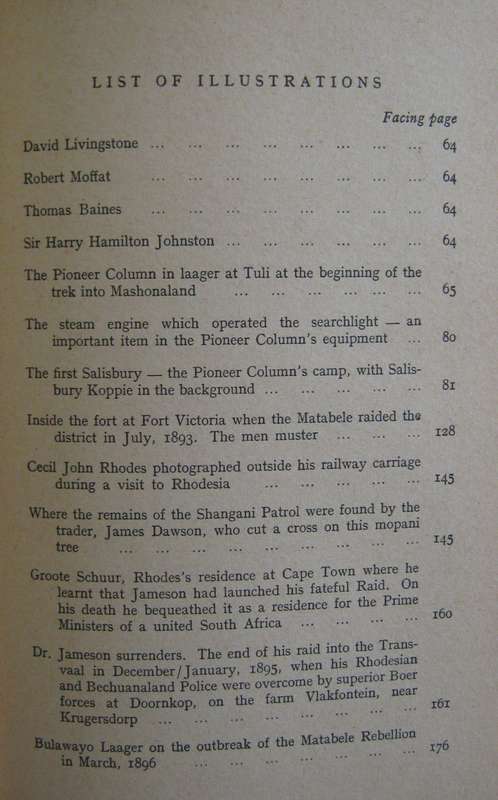 LIST OF ILLUSTRATIONS
Facing page
David Livingstone ... ... ... ... ... ... ... 64
Robert Moffat ... ... ... ... ... ... ... 64
Thomas Baines ... ... ... ... ... ... ... 64
Sir Harry Hamilton Johnston ... ... ... ... ... 64
The Pioneer Column in laager at Tuli at the beginning of the
trek into Mashonaland ... ... ... ... ... 65
The steam engine which operated the searchlight — an
important item in the Pioneer Column's equipment ... 80
The first Salisbury — the Pioneer Column's camp, with Salis-
bury Koppie in the background ... ... ... ... ... 81
Inside the fort at Fort Victoria when the Matabele raided the
district in July, 1893. The men muster ... ... ... 128
Cecil John Rhodes photographed outside his railway carriage
during a visit to Rhodesia ... ... ... ... ... 145
Where the remains of the Shangani Patrol were found by the
trader, James Dawson, who cut a cross on this mopani
tree ... ... ... ... ... ... ... ... ... 145
Groote Schuur, Rhodes's residence at Cape Town where he
learnt that Jameson had launched his fateful Raid. On
his death he bequeathed it as a residence for the Prime
Ministers of a united South Africa ... ... ... ... 160
Dr. Jameson surrenders. The end of his raid into the Trans-
vaal in December/January, 1895, when his Rhodesian
and Bechuanaland Police were overcome by superior Boer
forces at Doornkop, on the farm Vlakfontein, near
Krugersdorp ... ... ... ... ... ... ... 161
Bulawayo Laager on the outbreak of the Matabele Rebellion
in March, 1896 ... ... ... ... ... ... 176